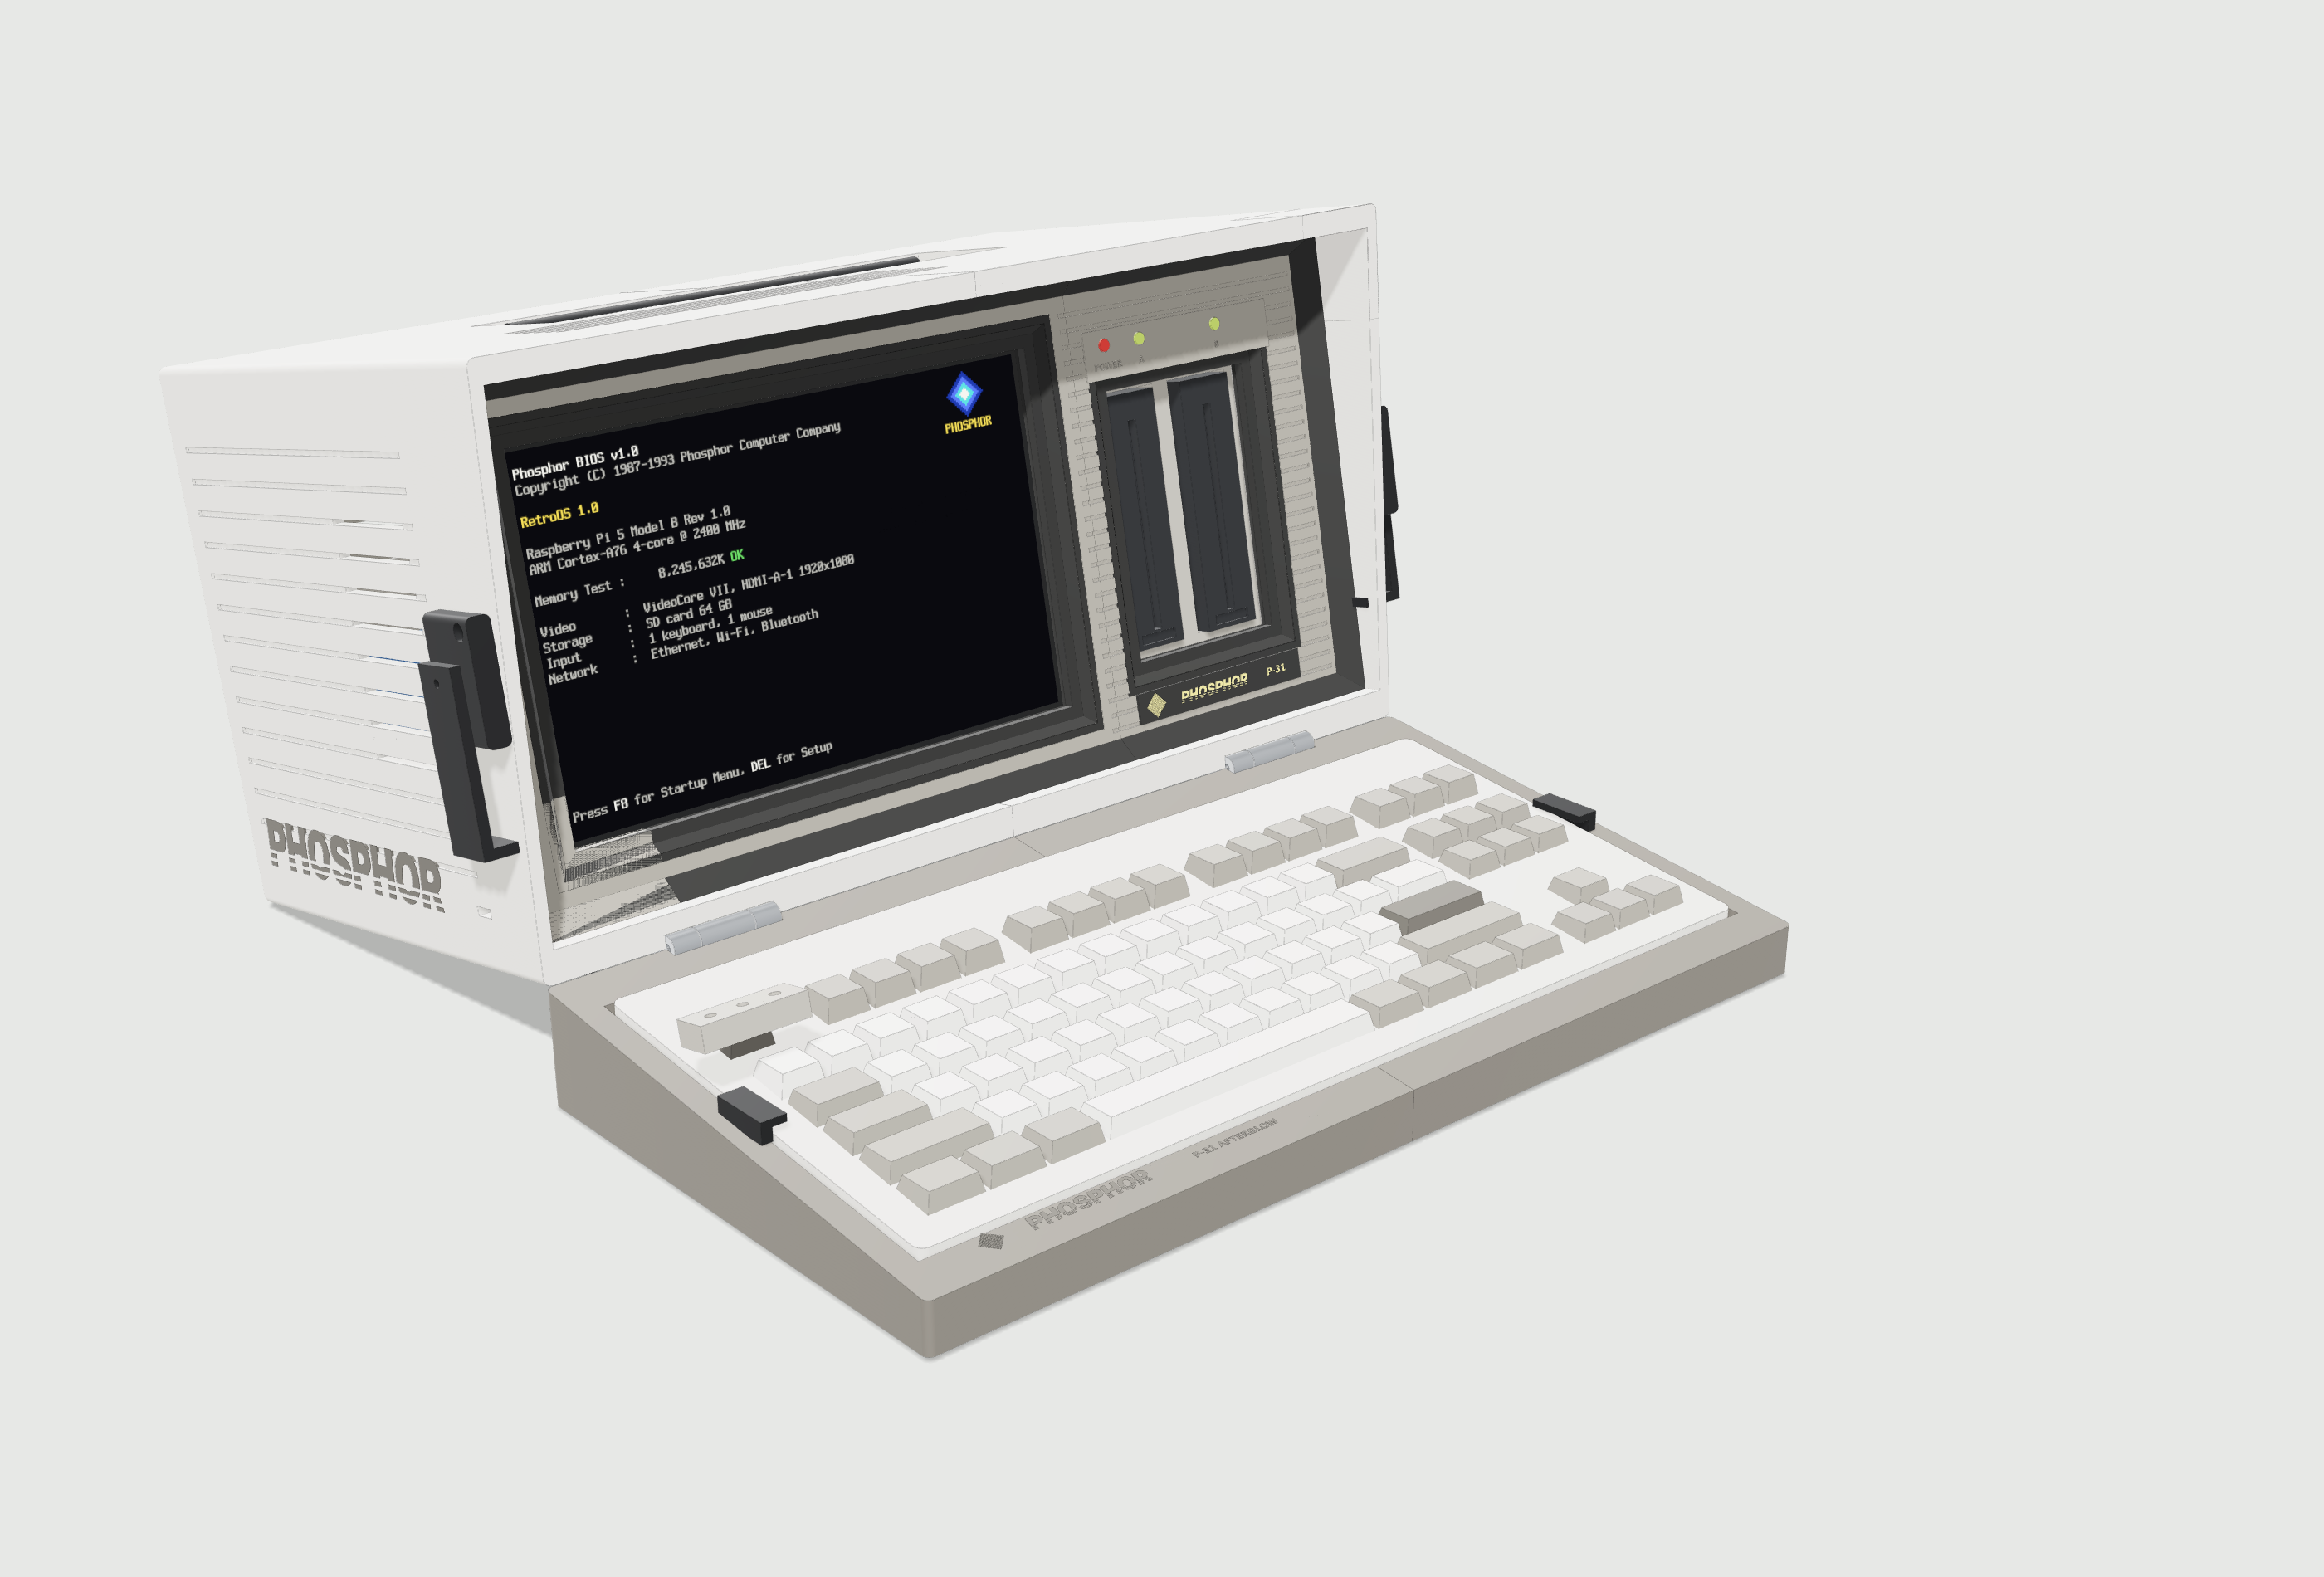 Phosphor BIOS v1.0
Copyright (C) 1987-1993 Phosphor Computer Company
PHOSPHOR
RetroOS 1.0
Raspberry Pi 5 Model B Rev 1.0
ARM Cortex-A76 4-core @ 2400 MHz
Memory Test : 8,245,632K OK
Video : VideoCore VII, HDMI-A-1 1920x1080
Storage : SD card 64 GB
Input : 1 keyboard, 1 mouse
Network : Ethernet, Wi-Fi, Bluetooth
Press F8 for Startup Menu, DEL for Setup
POWER A B
PHOSPHOR P-31
PHOSPHOR
PHOSPHOR P-31 AFTERGLOW